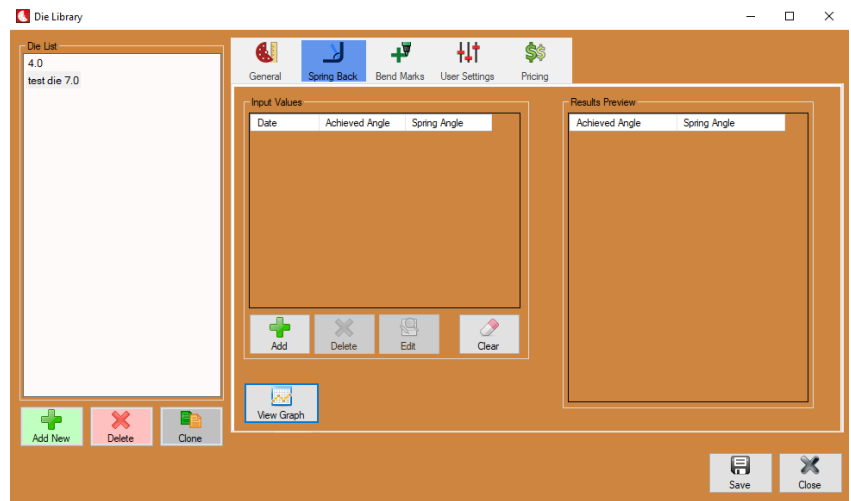 Die Library
Die List
4.0
test die 7.0
Add New
Delete
Clone
General
Spring Back
Bend Marks
User Settings
Pricing
Input Values
Date Achieved Angle Spring Angle
Add
Delete
Edit
Clear
View Graph
Results Preview
Achieved Angle Spring Angle
Save
Close